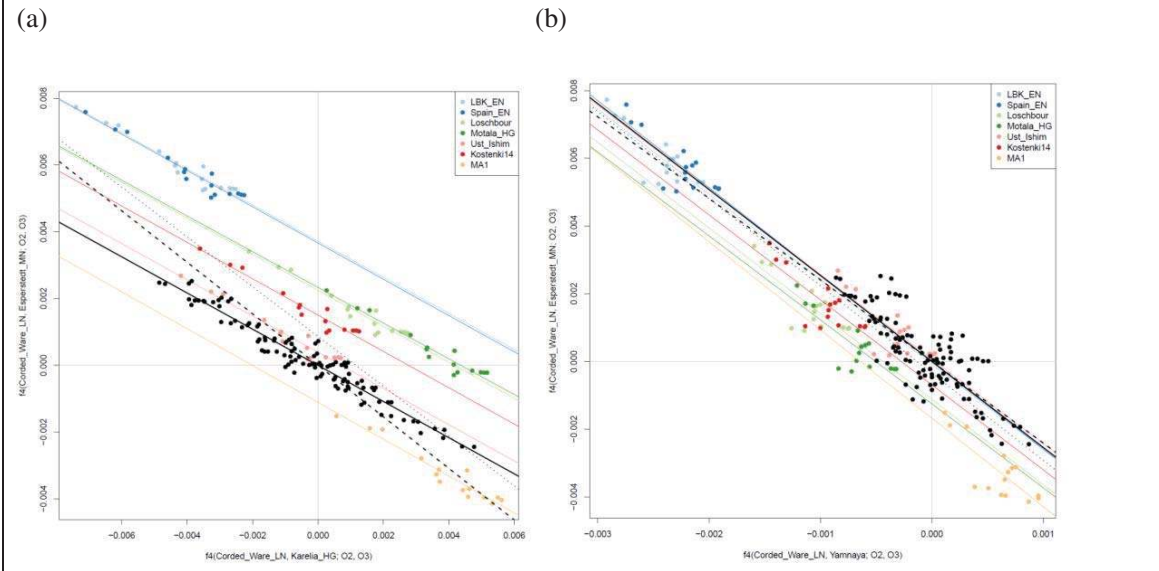 (a)
(b)
0.008
0.006
0.004
0.002
0.000
−0.002
−0.004
f4(Corded_Ware_LN, Esperstedt_MN; O2, O3)
LBK_EN
Spain_EN
Loschbour
Motala_HG
Ust_Ishim
Kostenki14
MA1
−0.006
−0.004
−0.002
0.000
0.002
0.004
0.006
f4(Corded_Ware_LN, Karelia_HG; O2, O3)
0.008
0.006
0.004
0.002
0.000
−0.002
−0.004
f4(Corded_Ware_LN, Esperstedt_MN, O2, O3)
LBK_EN
Spain_EN
Loschbour
Motala_HG
Ust_Ishim
Kostenki14
MA1
−0.003
−0.002
−0.001
0.000
0.001
f4(Corded_Ware_LN, Yamnaya; O2, O3)